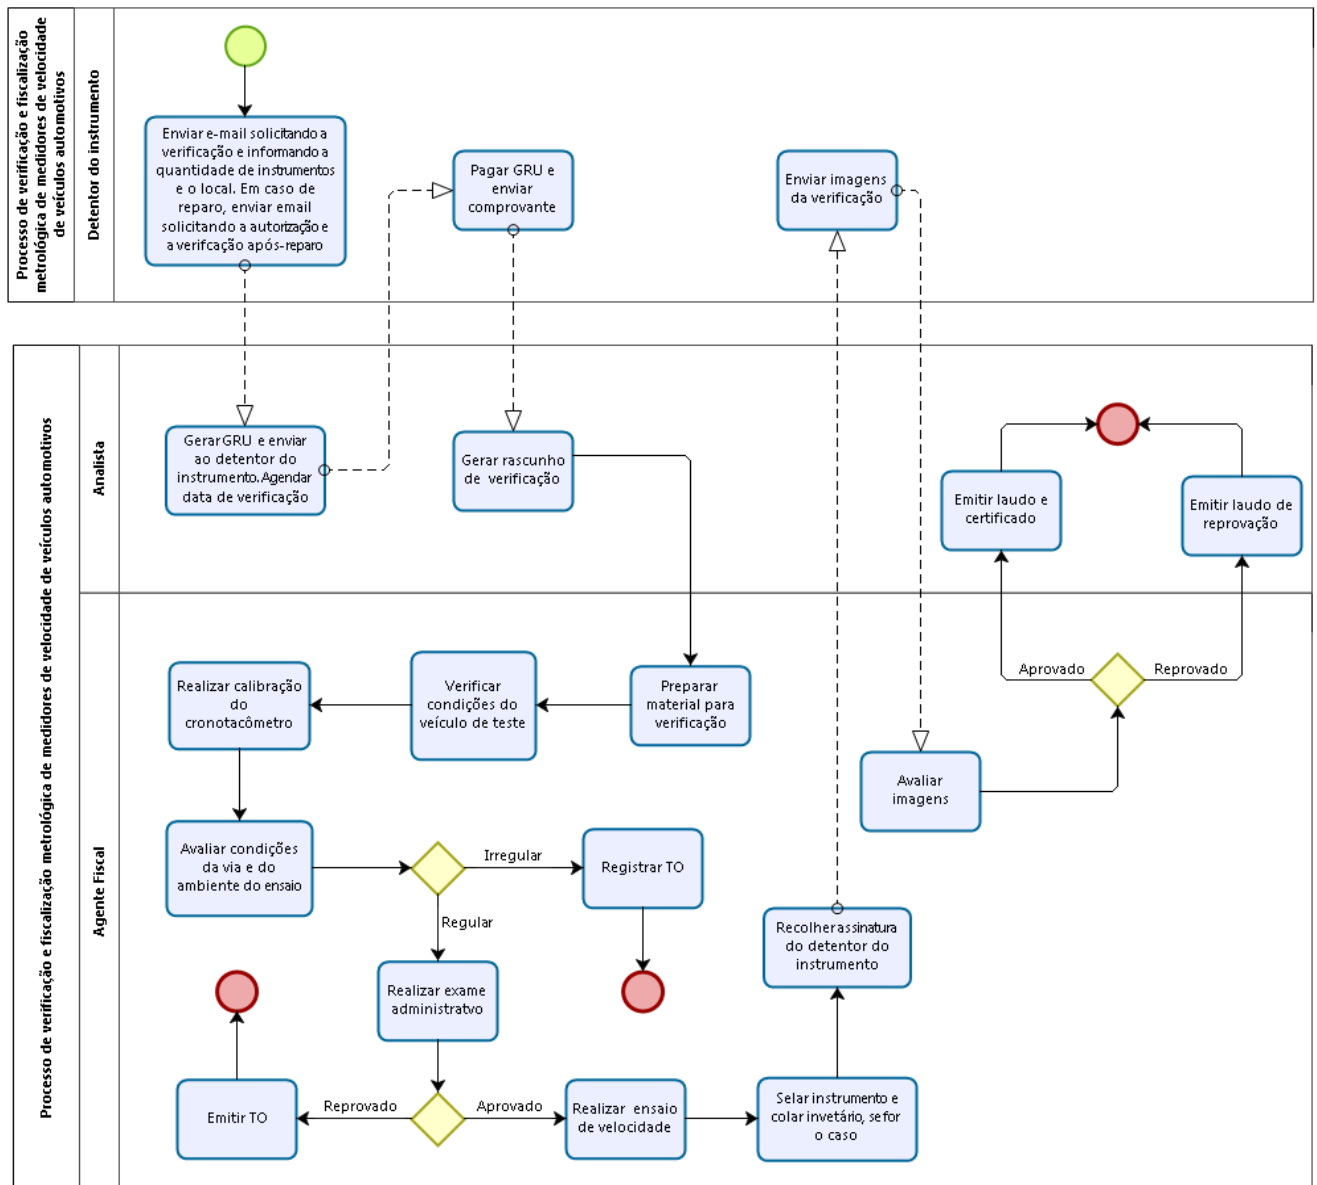 Processo de verificação e fiscalização
metrológica de medidores de velocidade
de veículos automotivos
Detentor do instrumento
Enviar e-mail solicitando a
verificação e informando a
quantidade de instrumentos
e o local. Em caso de
reparo, enviar email
solicitando a autorização e
a verifcação após-reparo
Pagar GRU e
enviar
comprovante
Enviar imagens
da verificação
Processo de verificação e fiscalização metrológica de medidores de velocidade de veículos automotivos
Analista
Gerar GRU e enviar
ao detentor do
instrumento. Agendar
data de verificação
Gerar rascunho
de verificação
Emitir laudo e
certificado
Emitir laudo de
reprovação
Agente Fiscal
Aprovado
Reprovado
Realizar calibração
do
cronotacômetro
Verificar
condições do
veículo de teste
Preparar
material para
verificação
Avaliar
imagens
Avaliar condições
da via e do
ambiente do ensaio
Irregular
Registrar TO
Regular
Recolher assinatura
do detentor do
instrumento
Realizar exame
administratvo
Emitir TO
Reprovado
Aprovado
Realizar ensaio
de velocidade
Selar instrumento e
colar invetário, se for
o caso